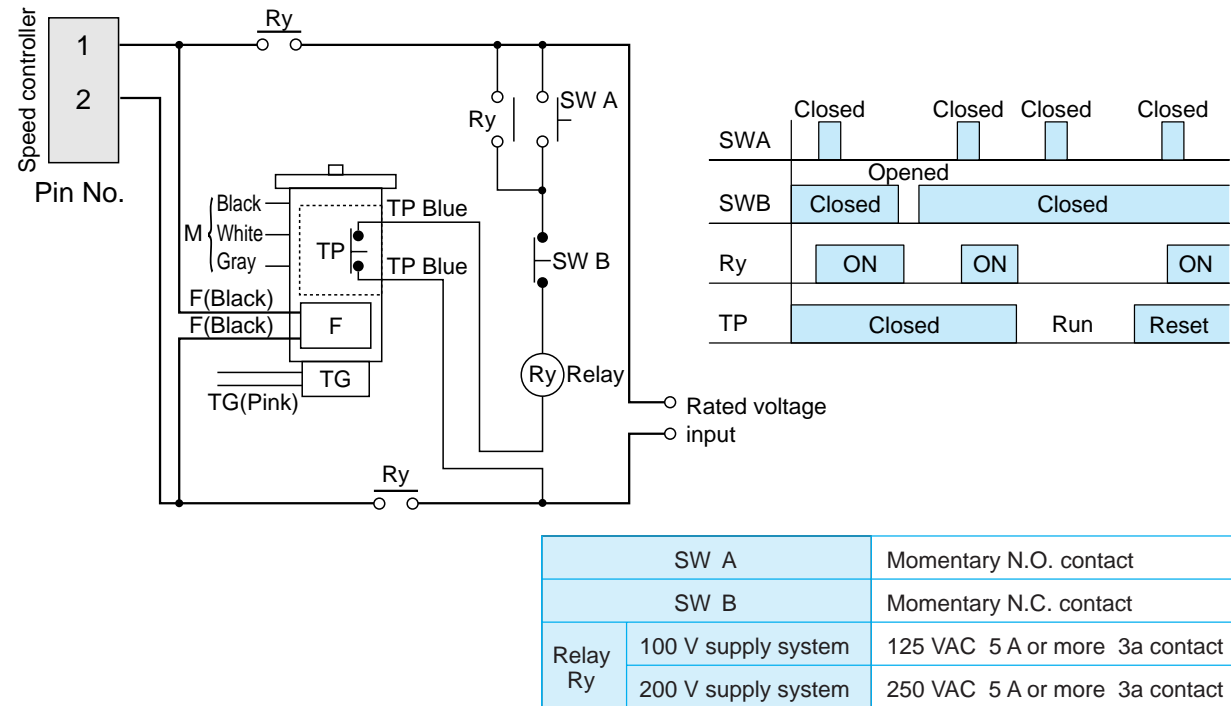 Speed controller
1
2
Pin No.
Ry
Ry
SW A
M
Black
White
Gray
TP
TP Blue
TP Blue
SW B
F(Black)
F(Black)
F
TG
TG(Pink)
Ry
Relay
Rated voltage
input
Ry
Closed Closed Closed Closed
SWA
Opened
SWB Closed Closed
Ry ON ON ON
TP Closed Run Reset
SW A Momentary N.O. contact
SW B Momentary N.C. contact
Relay
Ry
100 V supply system 125 VAC 5 A or more 3a contact
200 V supply system 250 VAC 5 A or more 3a contact